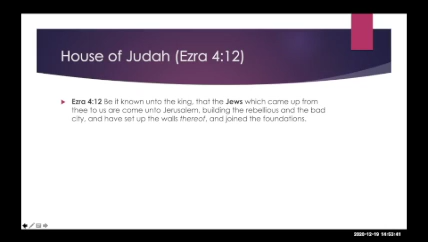 House of Judah (Ezra 4:12)
Ezra 4:12 Be it known unto the king, that the Jews which came up from
thee to us are come unto Jerusalem, building the rebellious and the bad
city, and have set up the walls thereof, and joined the foundations.
2020-12-19 14:53:41